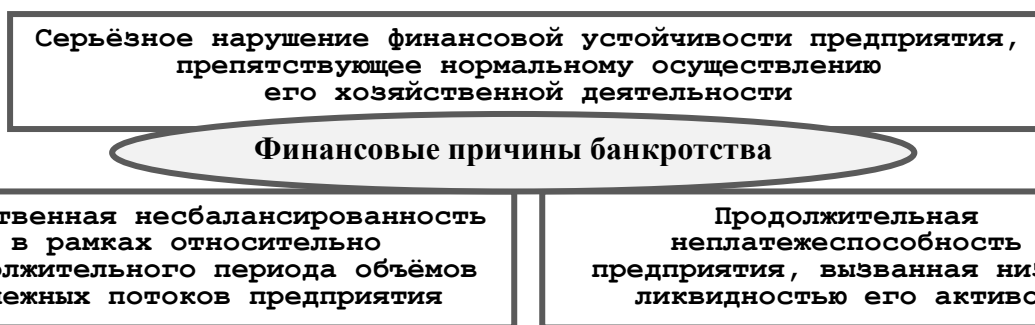 Серьёзное нарушение финансовой устойчивости предприятия,
препятствующее нормальному осуществлению
его хозяйственной деятельности
Финансовые причины банкротства
несбалансированность
в рамках относительно
периода объёмов
потоков предприятия
Продолжительная
неплатежеспособность
предприятия, вызванная
ликвидностью его